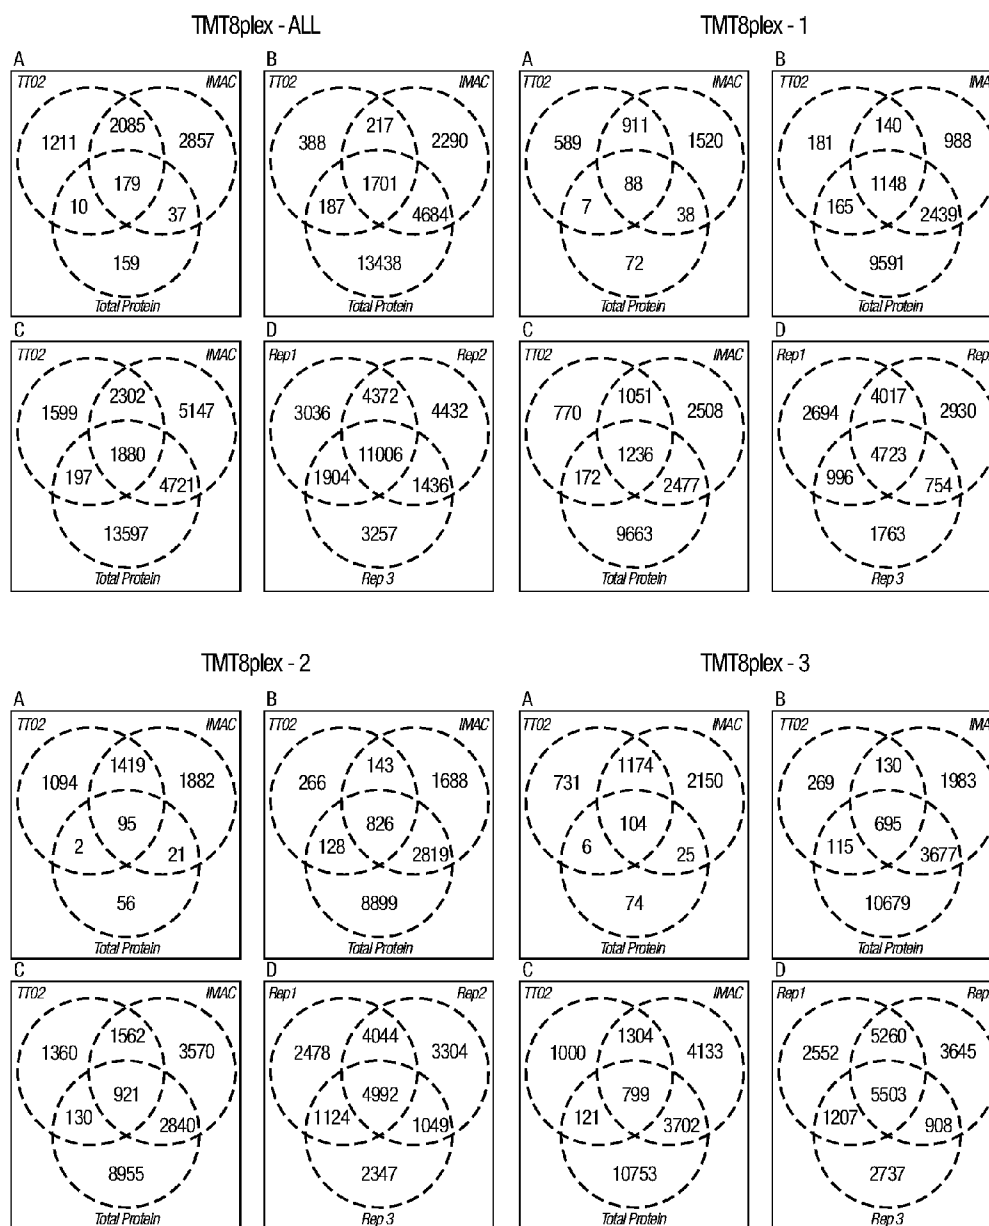 TMT8plex - ALL
A
TT02
IMAC
1211
2085
2857
179
10
37
159
Total Protein
B
TT02
IMAC
388
217
2290
1701
187
4684
13438
Total Protein
C
TT02
IMAC
1599
2302
5147
1880
197
4721
13597
Total Protein
D
Rep1
Rep2
3036
4372
4432
11006
1904
1436
3257
Rep 3
TMT8plex - 1
A
TT02
IMAC
589
911
1520
88
7
38
72
Total Protein
B
TT02
IMA
181
140
988
1148
165
2439
9591
Total Protein
C
TT02
IMAC
770
1051
2508
1236
172
2477
9663
Total Protein
D
Rep1
Rep
2694
4017
2930
4723
996
754
1763
Rep 3
TMT8plex - 2
A
TT02
IMAC
1094
1419
1882
95
2
21
56
Total Protein
B
TT02
IMAC
266
143
1688
826
128
2819
8899
Total Protein
C
TT02
IMAC
1360
1562
3570
921
130
2840
8955
Total Protein
D
Rep1
Rep2
2478
4044
3304
4992
1124
1049
2347
Rep 3
TMT8plex - 3
A
TT02
IMAC
731
1174
2150
104
6
25
74
Total Protein
B
TT02
IMA
269
130
1983
695
115
3677
10679
Total Protein
C
TT02
IMAC
1000
1304
4133
799
121
3702
10753
Total Protein
D
Rep1
Rep
2552
5260
3645
5503
1207
908
2737
Rep 3